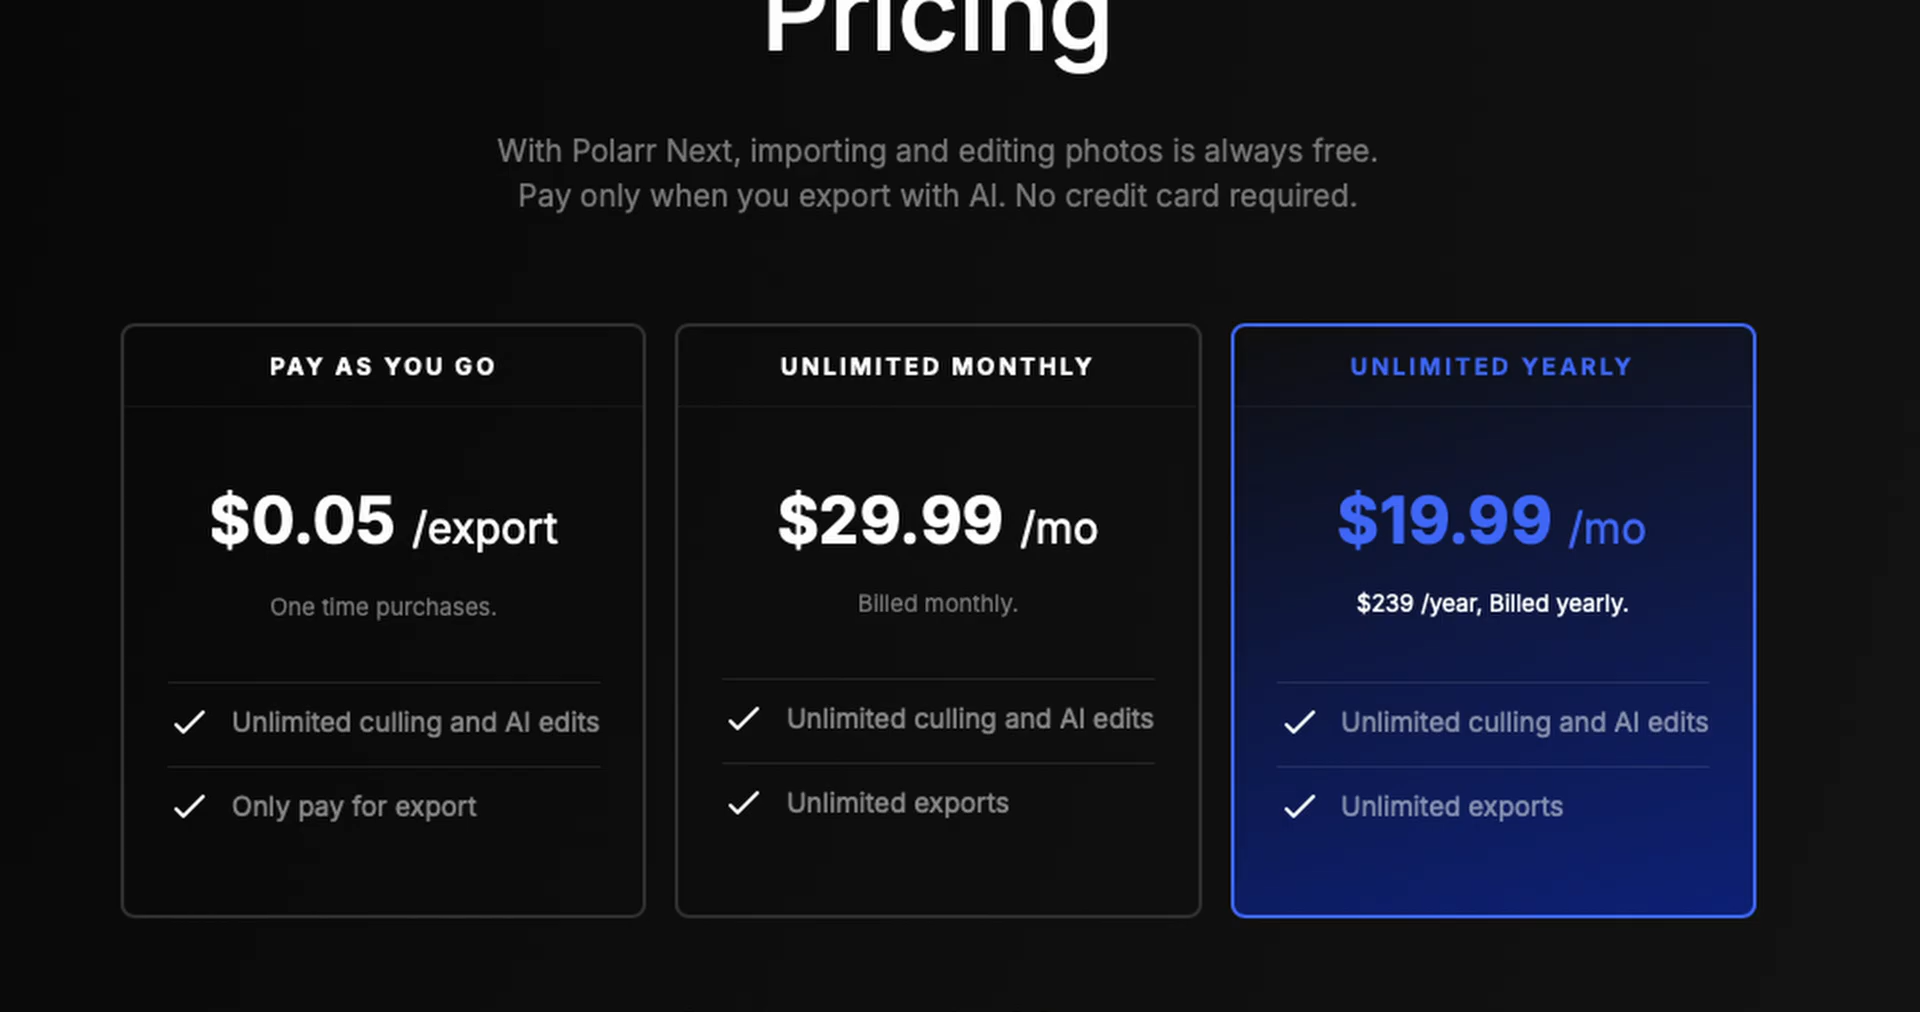 Pricing
With Polarr Next, importing and editing photos is always free.
Pay only when you export with AI. No credit card required.
PAY AS YOU GO
$0.05 /export
One time purchases.
Unlimited culling and AI edits
Only pay for export
UNLIMITED MONTHLY
$29.99 /mo
Billed monthly.
Unlimited culling and AI edits
Unlimited exports
UNLIMITED YEARLY
$19.99 /mo
$239 /year, Billed yearly.
Unlimited culling and AI edits
Unlimited exports